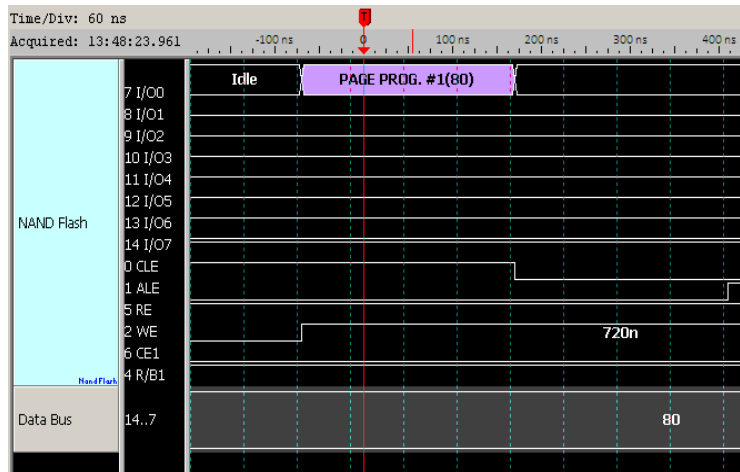 Time/Div: 60 ns
Acquired: 13:48:23.961
T
-100 ns 0 100 ns 200 ns 300 ns 400 ns
Idle PAGE PROG. #1(80)
7 I/O0
8 I/O1
9 I/O2
10 I/O3
11 I/O4
12 I/O5
NAND Flash 13 I/O6
14 I/O7
0 CLE
1 ALE
5 RE
2 WE 720n
6 CE1
NandFlash 4 R/B1
Data Bus 14..7 80